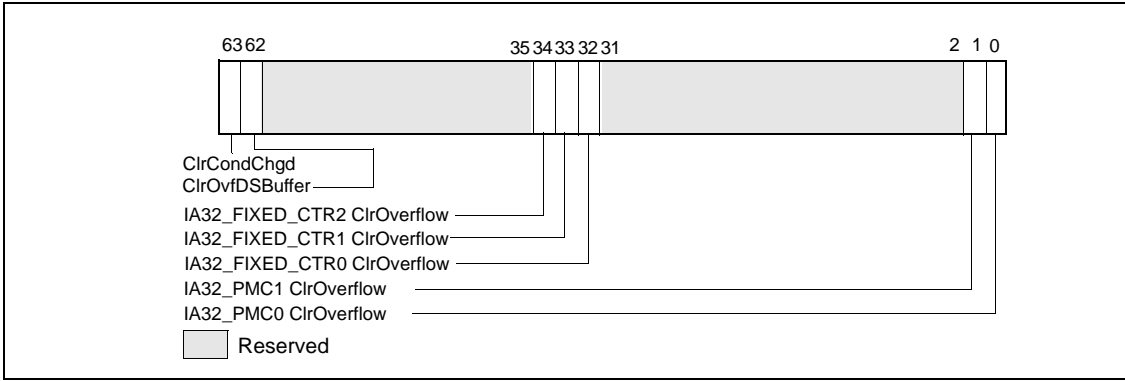 63 62 35 34 33 32 31 2 1 0
ClrCondChgd
ClrOvfDSBuffer
IA32_FIXED_CTR2 ClrOverflow
IA32_FIXED_CTR1 ClrOverflow
IA32_FIXED_CTR0 ClrOverflow
IA32_PMC1 ClrOverflow
IA32_PMC0 ClrOverflow
Reserved